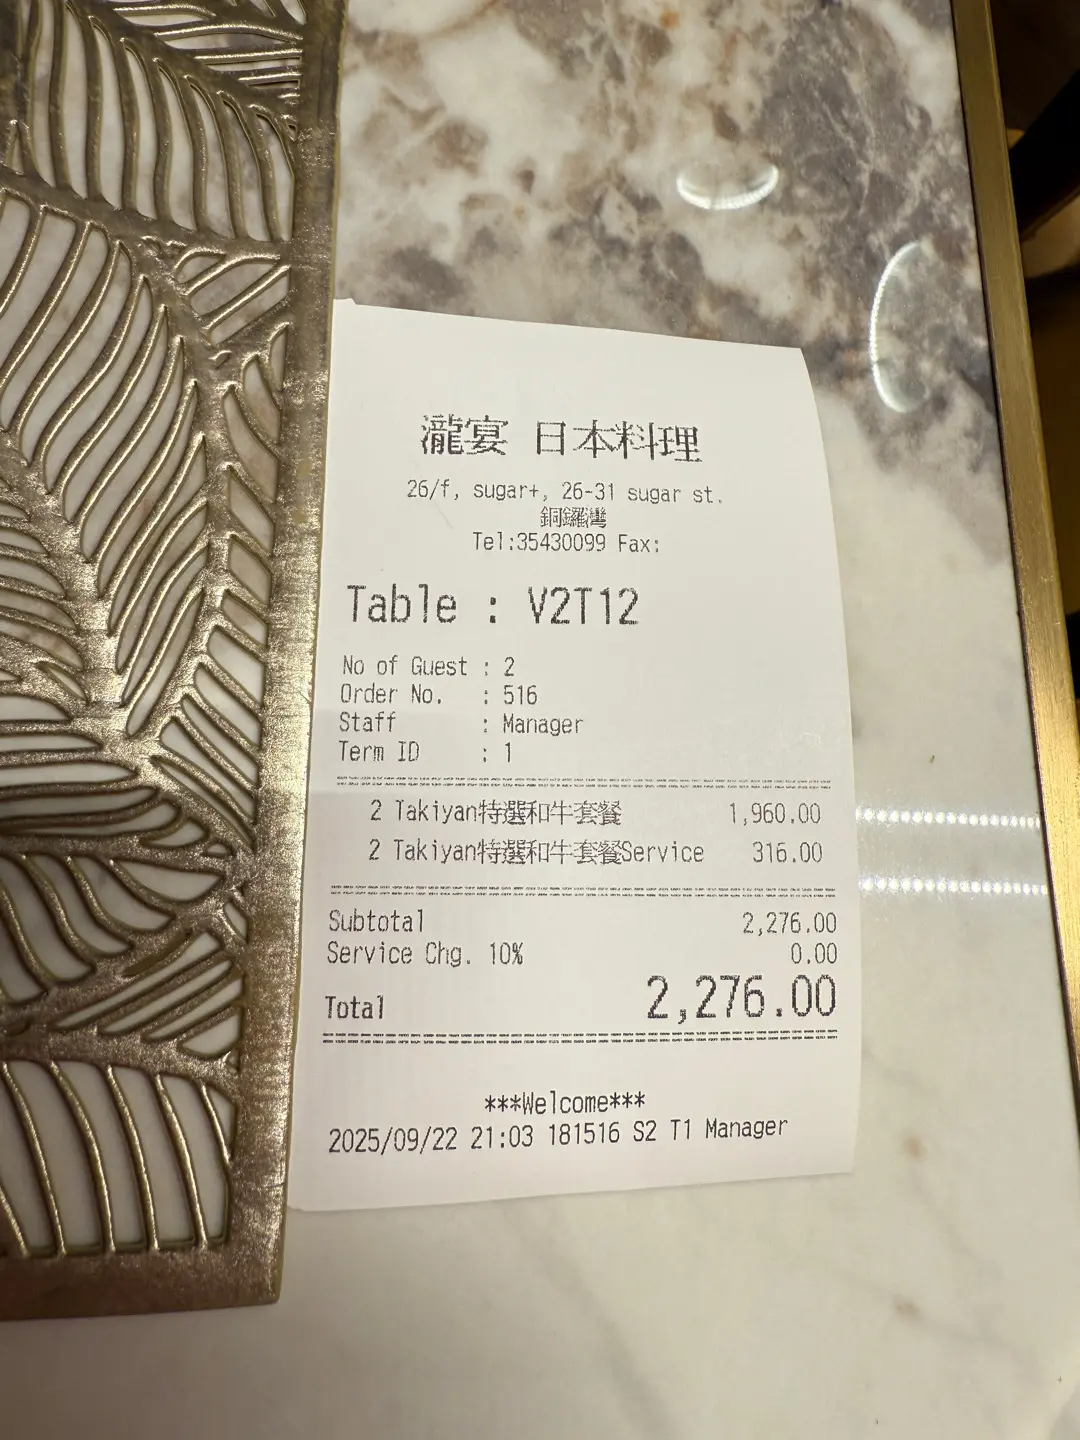 瀧宴 日本料理
26/f, sugar+, 26-31 sugar st.
銅鑼灣
Tel:35430099 Fax:
Table : V2T12
No of Guest : 2
Order No. : 516
Staff : Manager
Term ID : 1
2 Takiyan特選和牛套餐 1,960.00
2 Takiyan特選和牛套餐Service 316.00
Subtotal 2,276.00
Service Chg. 10% 0.00
Total 2,276.00
***Welcome***
2025/09/22 21:03 181516 S2 T1 Manager